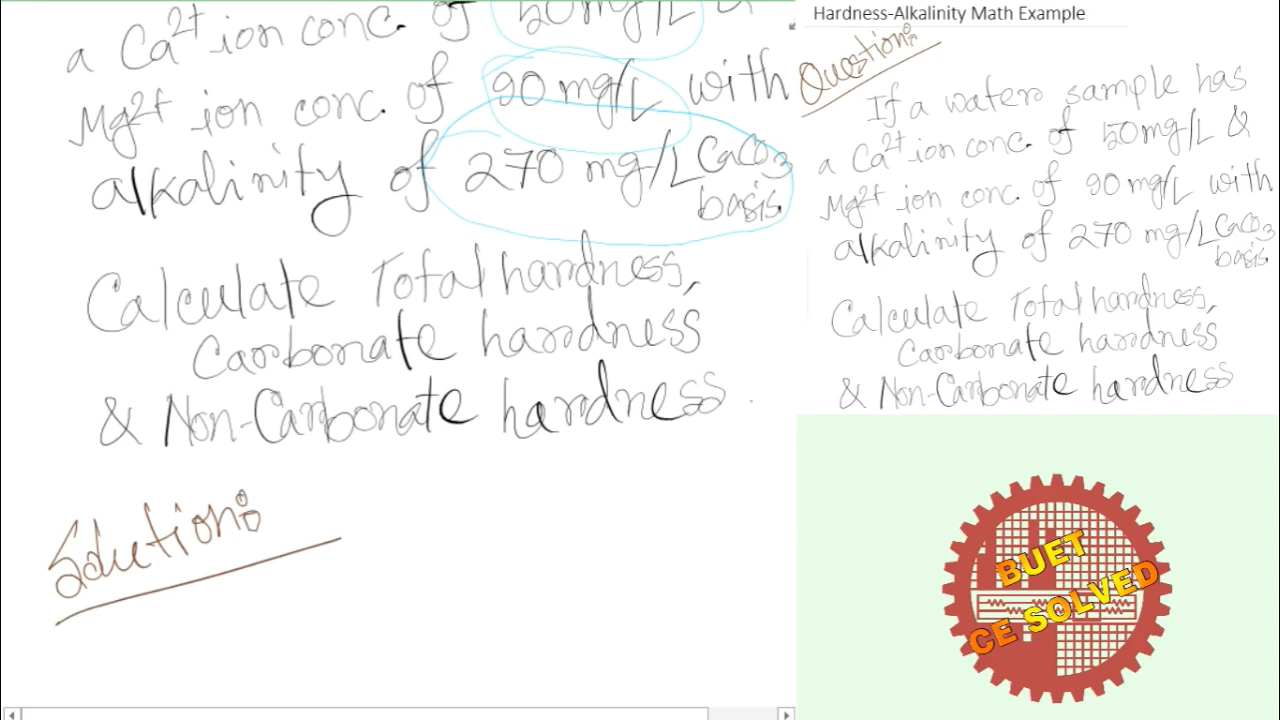 a Ca2+ ion conc. of 50 mg/L &
Mg2+ ion conc. of 90 mg/L with
alkalinity of 270 mg/L CaCO3
basis.
Calculate Total hardness,
Carbonate hardness
& Non-Carbonate hardness.
Solution:
Hardness-Alkalinity Math Example
Question:
If a water sample has
a Ca2+ ion conc. of 50 mg/L &
Mg2+ ion conc. of 90 mg/L with
alkalinity of 270 mg/L CaCO3
basis.
Calculate Total hardness,
Carbonate hardness
& Non-Carbonate hardness
BUET
CE SOLVED